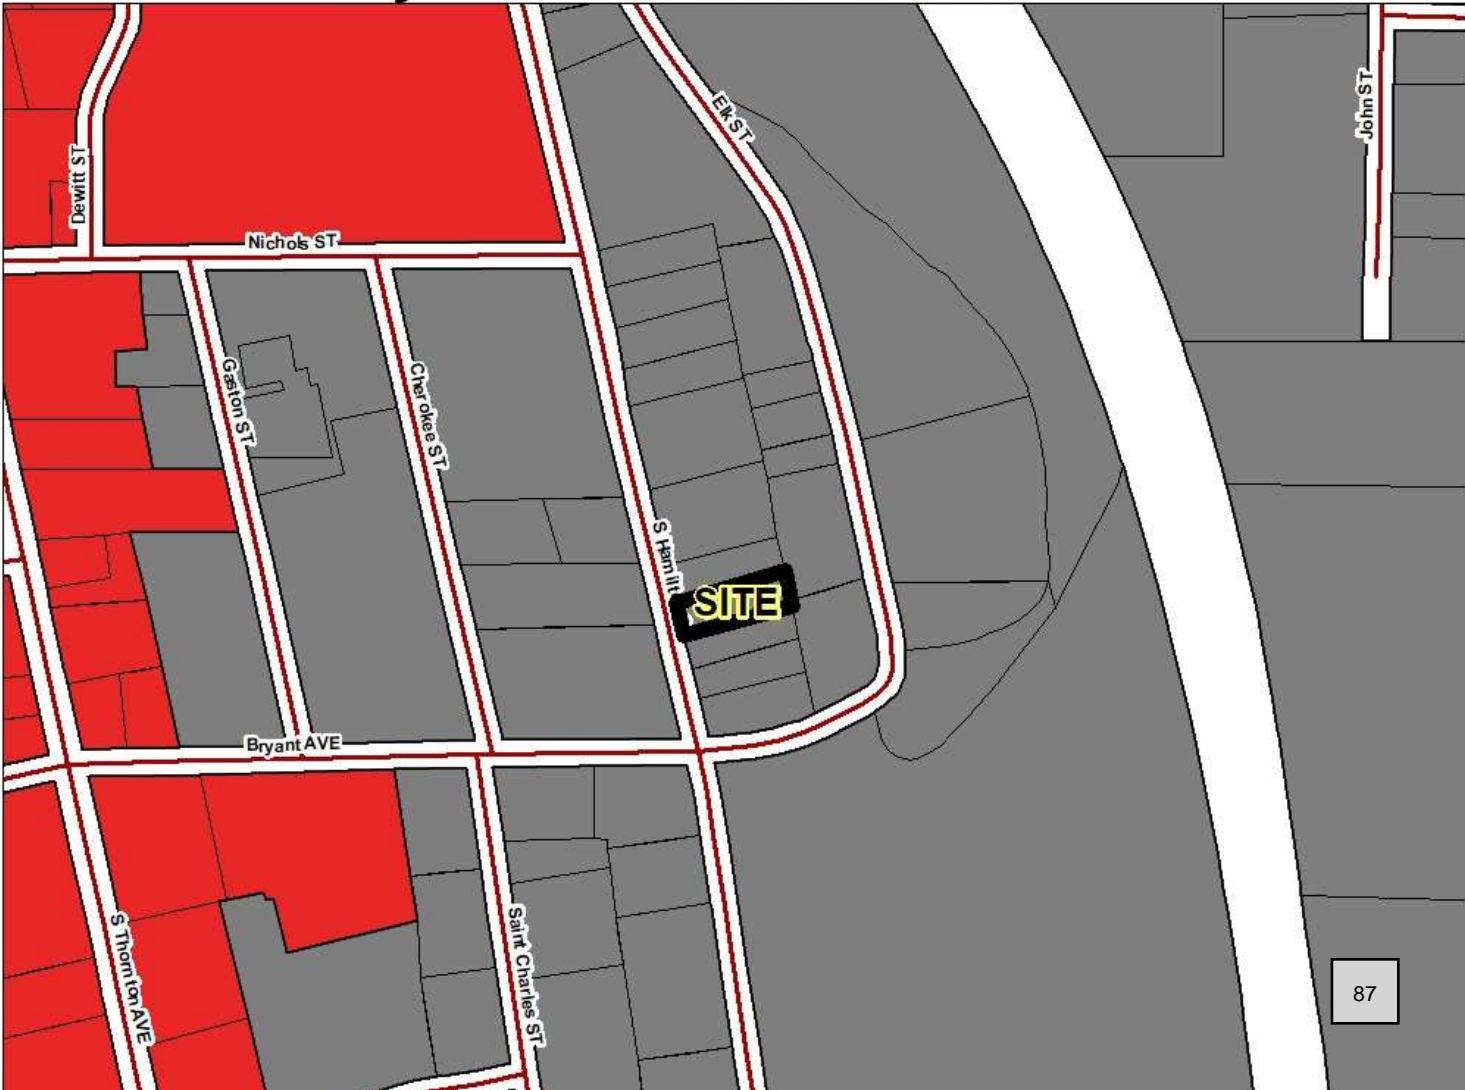 Elk ST
John ST
Dewitt ST
Nichols ST
Gaston ST
Cherokee ST
S Hamilt
SITE
Bryant AVE
S Thornton AVE
Saint Charles ST
87